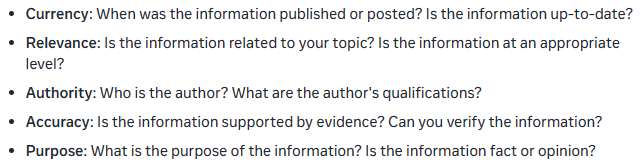 • Currency: When was the information published or posted? Is the information up-to-date?
• Relevance: Is the information related to your topic? Is the information at an appropriate
level?
• Authority: Who is the author? What are the author's qualifications?
• Accuracy: Is the information supported by evidence? Can you verify the information?
• Purpose: What is the purpose of the information? Is the information fact or opinion?